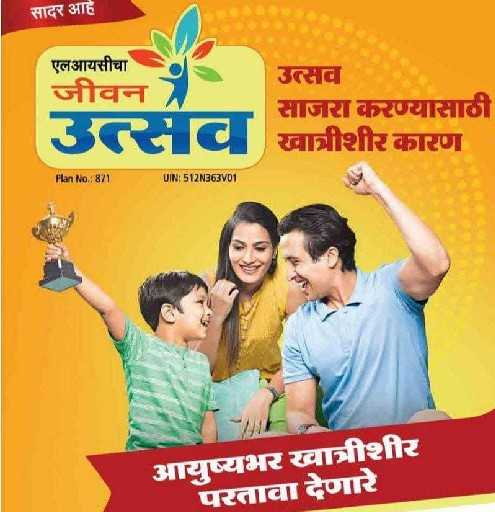 सादर आहे
एलआयसीचा
जीवन
उत्सव
Plan No.: 871 UIN: 512N363V01
उत्सव
साजरा करण्यासाठी
खात्रीशीर कारण
आयुष्यभर खात्रीशीर
परतावा देणारे